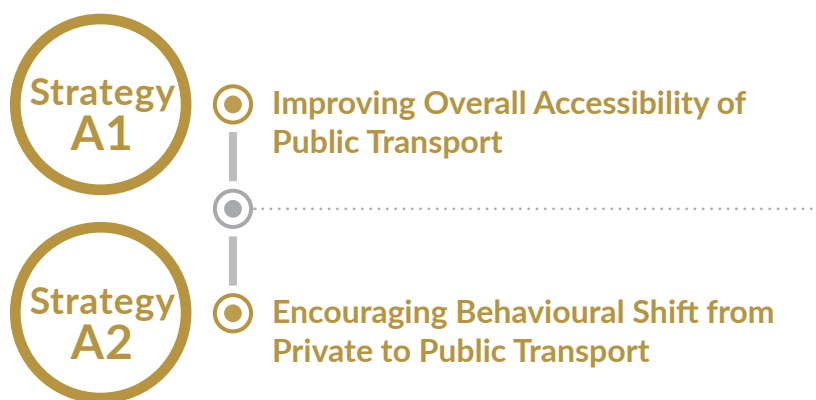 Strategy
A1
Improving Overall Accessibility of
Public Transport
Strategy
A2
Encouraging Behavioural Shift from
Private to Public Transport